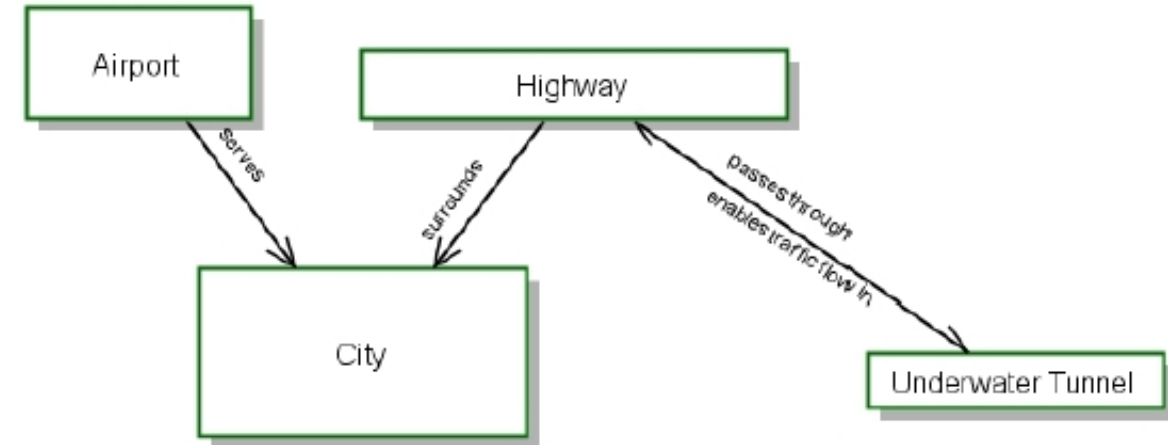 Airport
Highway
serves
surrounds
passes through
enables traffic flow in
City
Underwater Tunnel